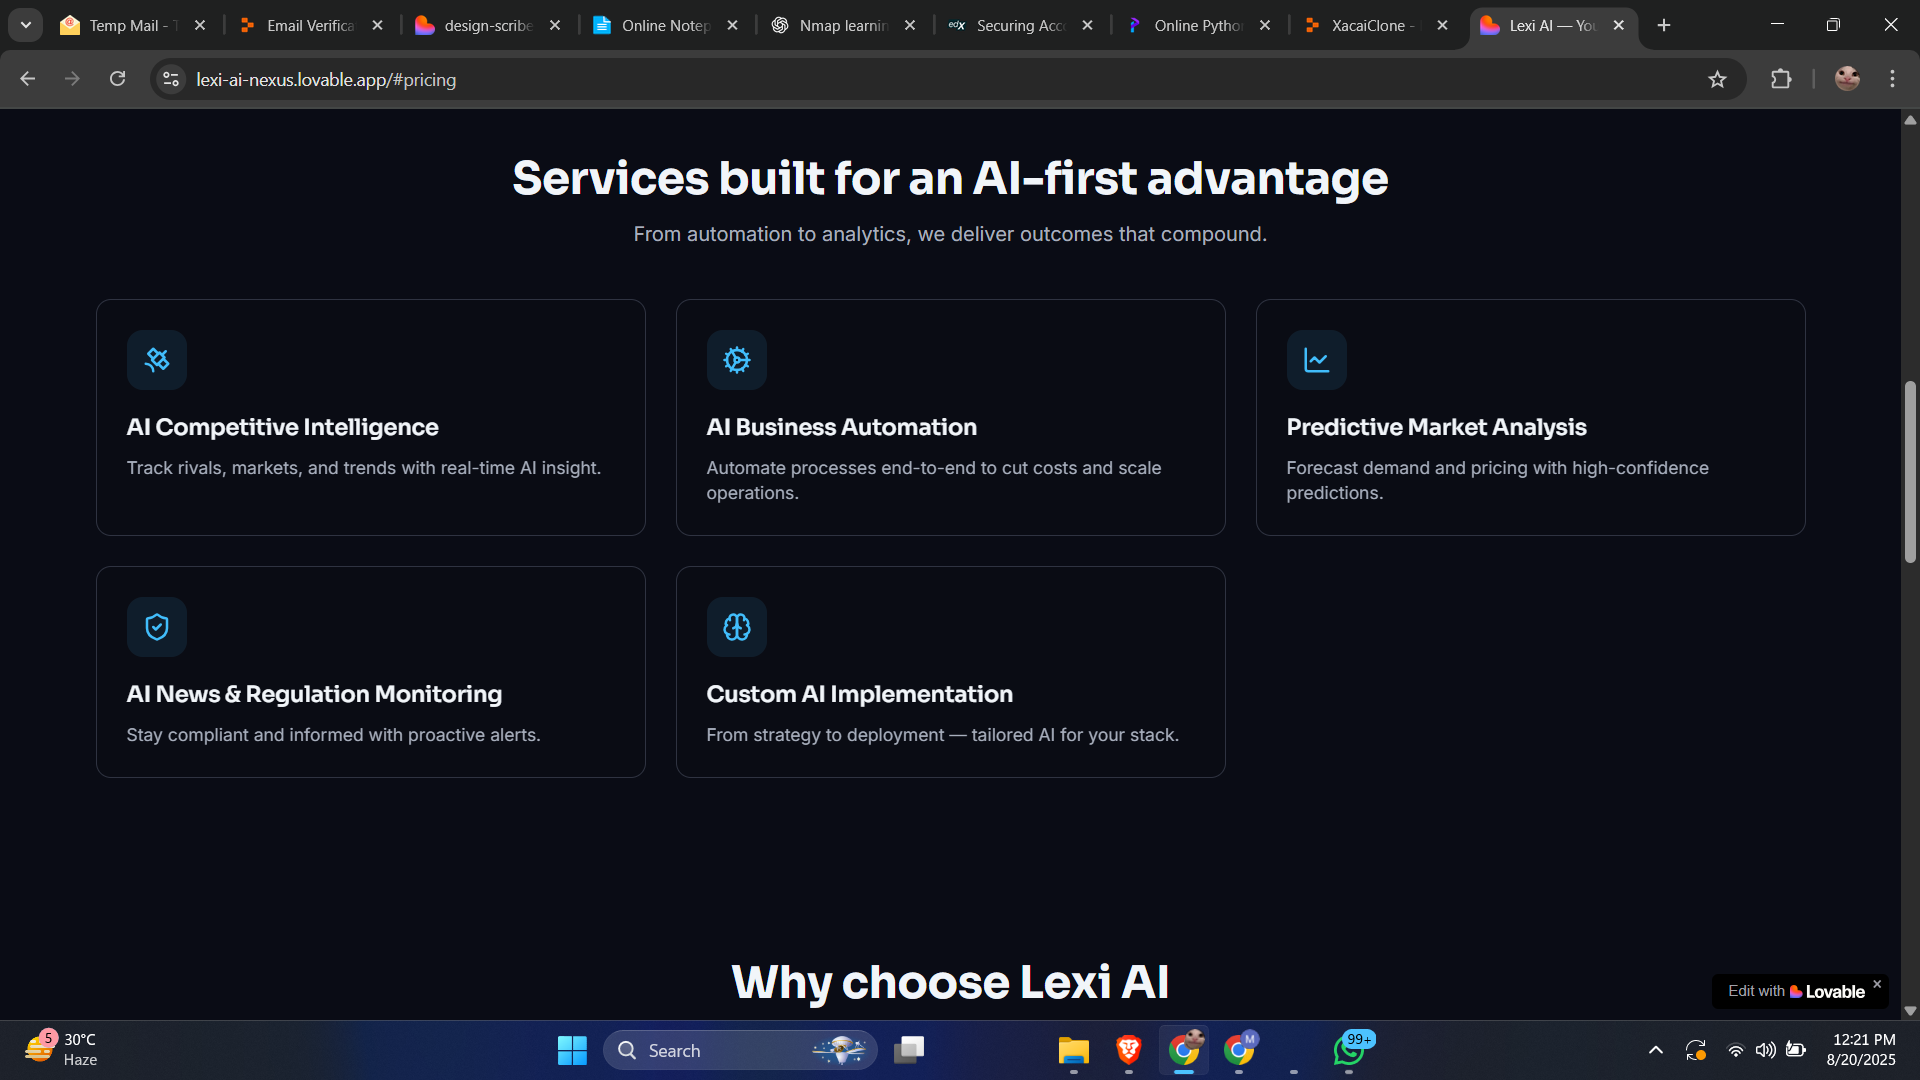 Temp Mail - T
Email Verifica
design-scribe
Online Notep
Nmap learnin
edX
Securing Acc
Online Pytho
XacaiClone -
Lexi AI — You
lexi-ai-nexus.lovable.app/#pricing
Services built for an AI-first advantage
From automation to analytics, we deliver outcomes that compound.
AI Competitive Intelligence
Track rivals, markets, and trends with real-time AI insight.
AI Business Automation
Automate processes end-to-end to cut costs and scale
operations.
Predictive Market Analysis
Forecast demand and pricing with high-confidence
predictions.
AI News & Regulation Monitoring
Stay compliant and informed with proactive alerts.
Custom AI Implementation
From strategy to deployment — tailored AI for your stack.
Why choose Lexi AI
Edit with Lovable
5
30°C
Haze
Search
M
99+
12:21 PM
8/20/2025